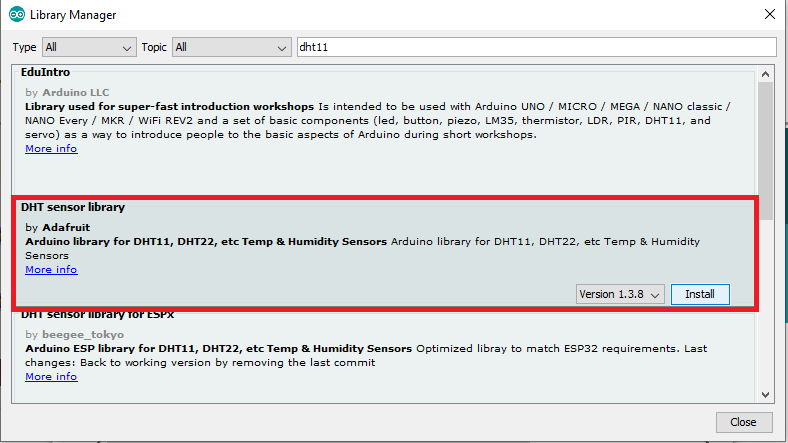 Library Manager
Type All Topic All dht11
EduIntro
by Arduino LLC
Library used for super-fast introduction workshops Is intended to be used with Arduino UNO / MICRO / MEGA / NANO classic /
NANO Every / MKR / WiFi REV2 and a set of basic components (led, button, piezo, LM35, thermistor, LDR, PIR, DHT11, and
servo) as a way to introduce people to the basic aspects of Arduino during short workshops.
More info
DHT sensor library
by Adafruit
Arduino library for DHT11, DHT22, etc Temp & Humidity Sensors Arduino library for DHT11, DHT22, etc Temp & Humidity
Sensors
More info
Version 1.3.8 Install
DHT sensor library for ESPx
by beegee_tokyo
Arduino ESP library for DHT11, DHT22, etc Temp & Humidity Sensors Optimized libray to match ESP32 requirements. Last
changes: Back to working version by removing the last commit
More info
Close